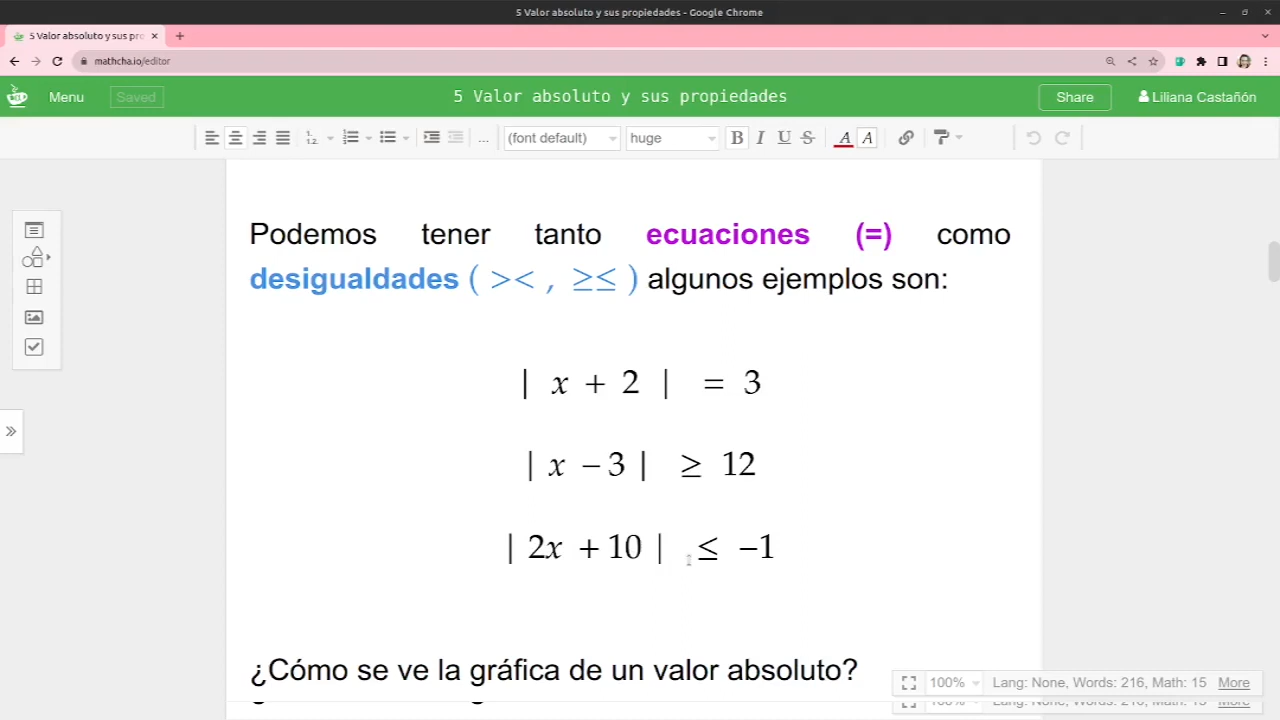 5 Valor absoluto y sus propiedades - Google Chrome
5 Valor absoluto y sus pro
mathcha.io/editor
Menu
Saved
5 Valor absoluto y sus propiedades
Share
Liliana Castañón
(font default)
huge
B I U S A A
Podemos tener tanto ecuaciones (=) como
desigualdades ( >< , ≥≤ ) algunos ejemplos son:
| x + 2 | = 3
| x − 3 | ≥ 12
| 2x + 10 | ≤ −1
¿Cómo se ve la gráfica de un valor absoluto?
100%
Lang: None, Words: 216, Math: 15 More